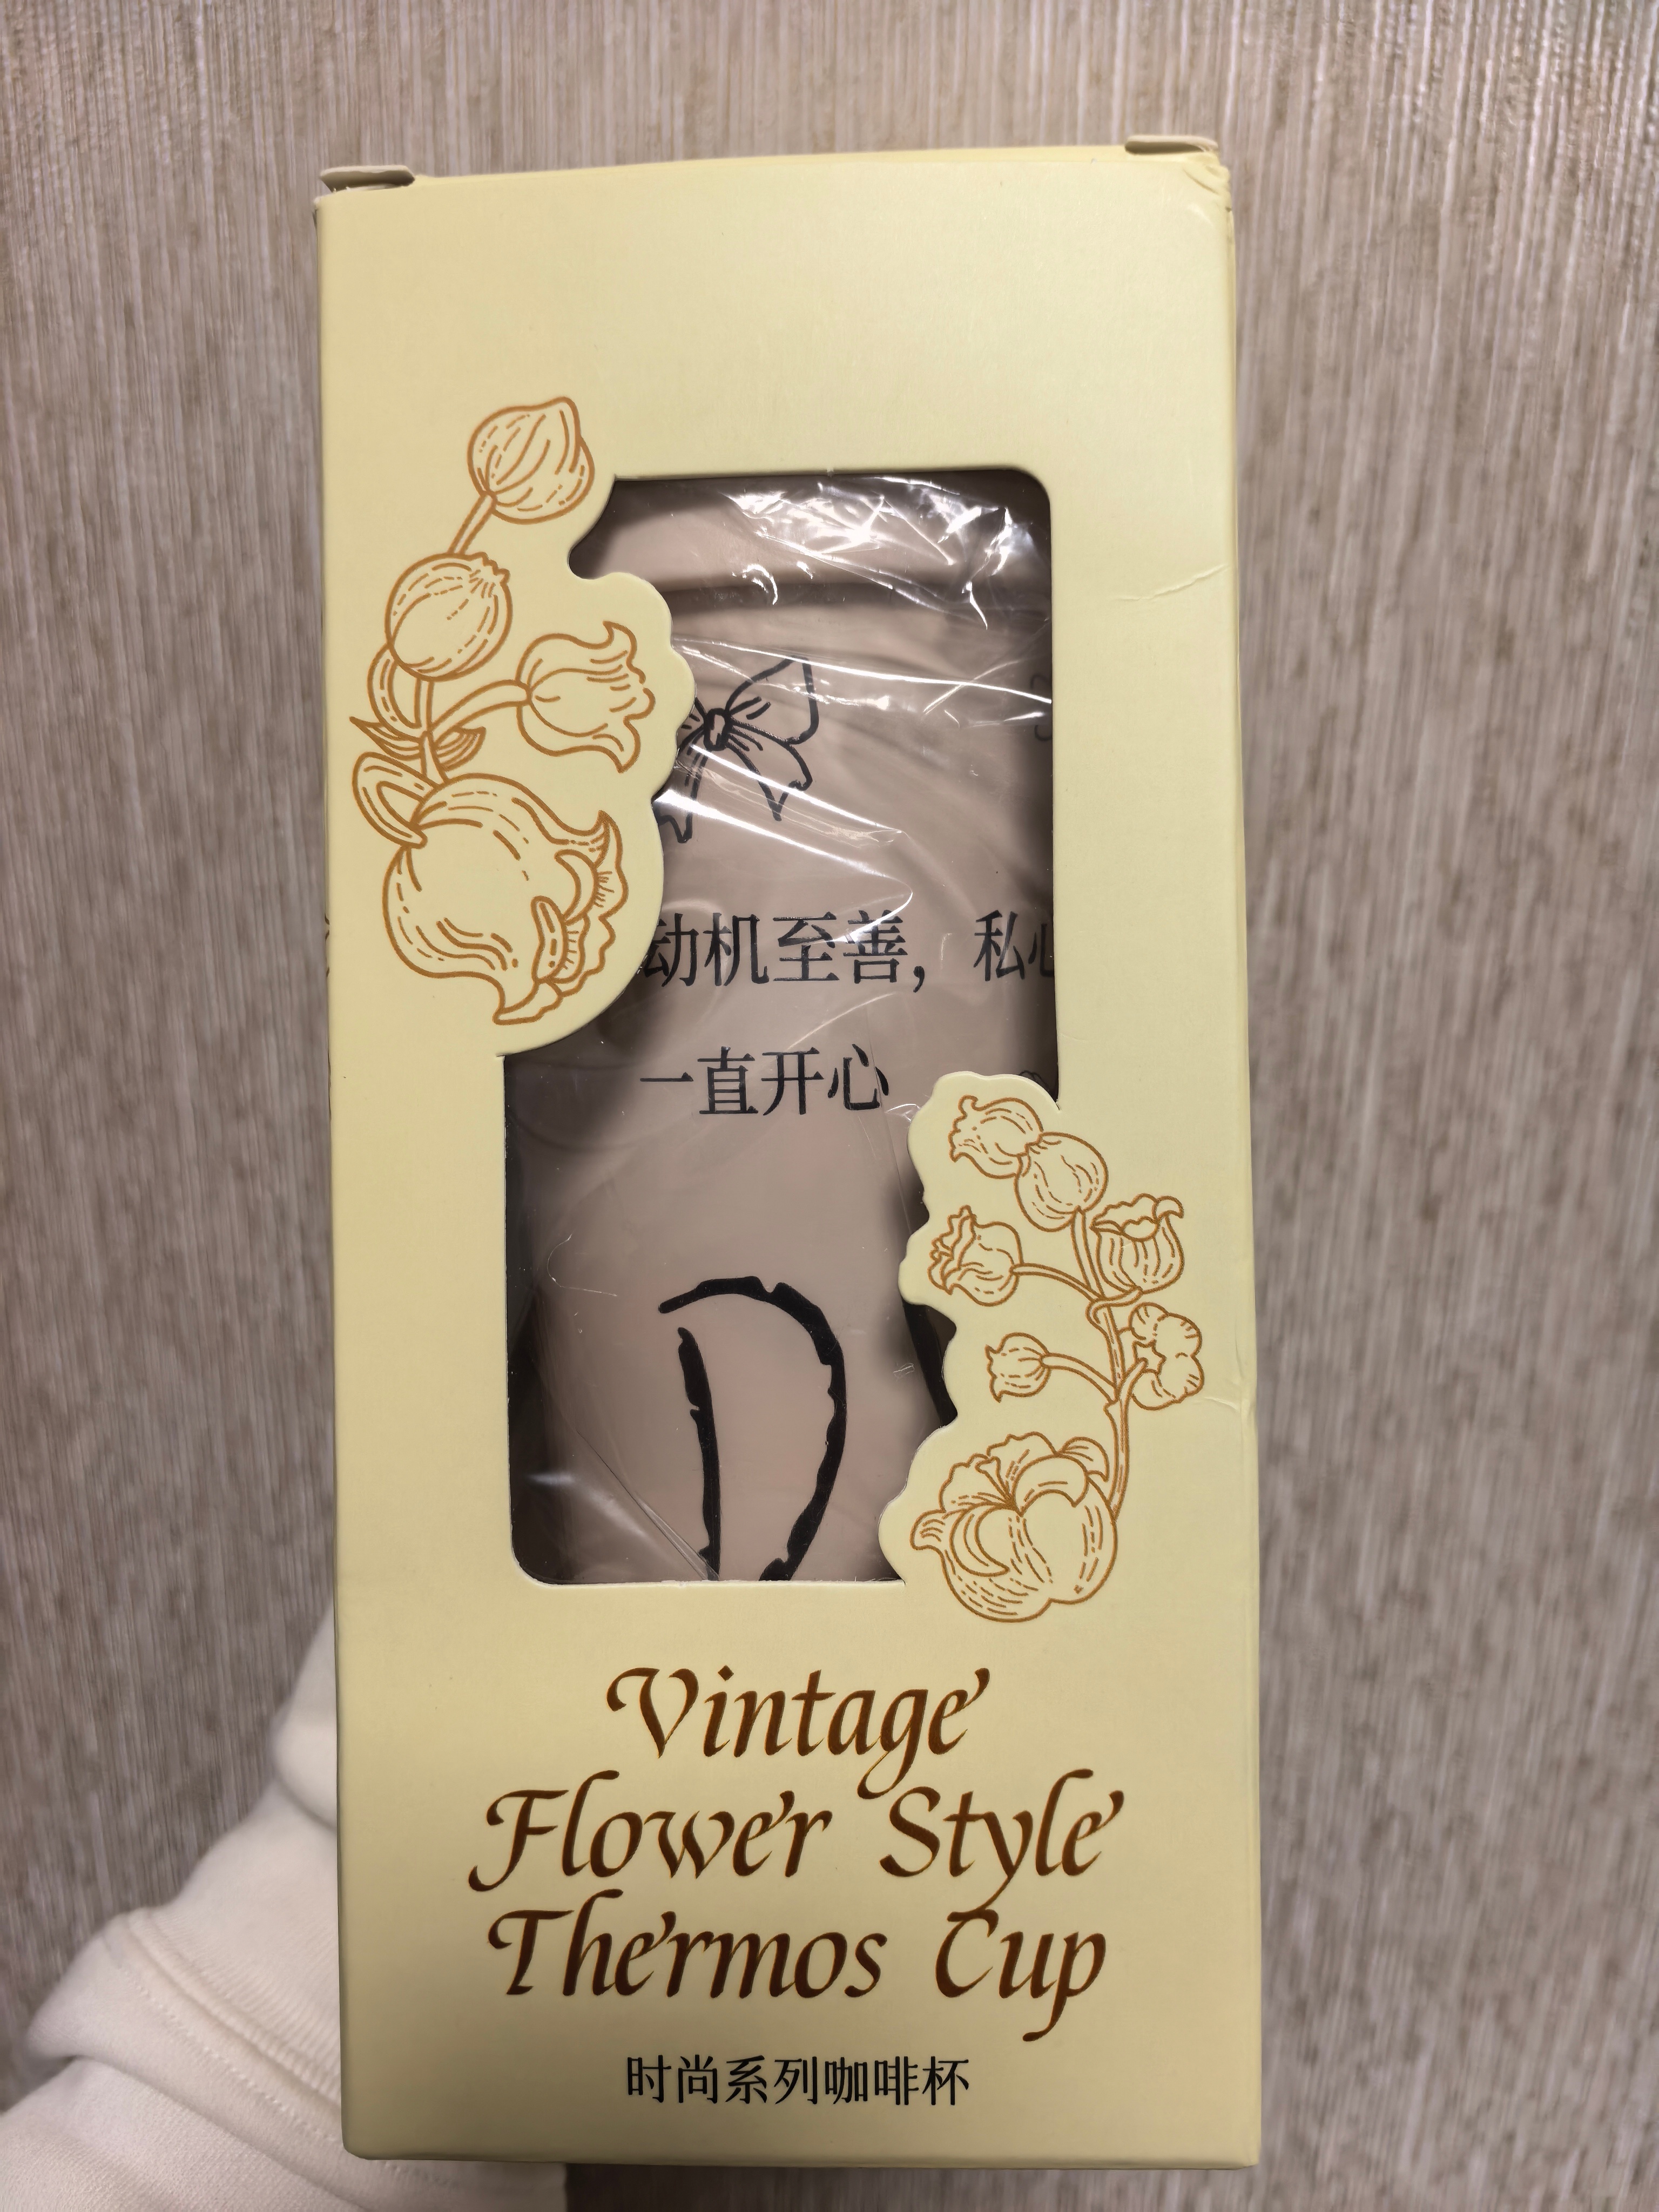 动机至善，私心
一直开心
D
Vintage
Flower Style
Thermos Cup
时尚系列咖啡杯